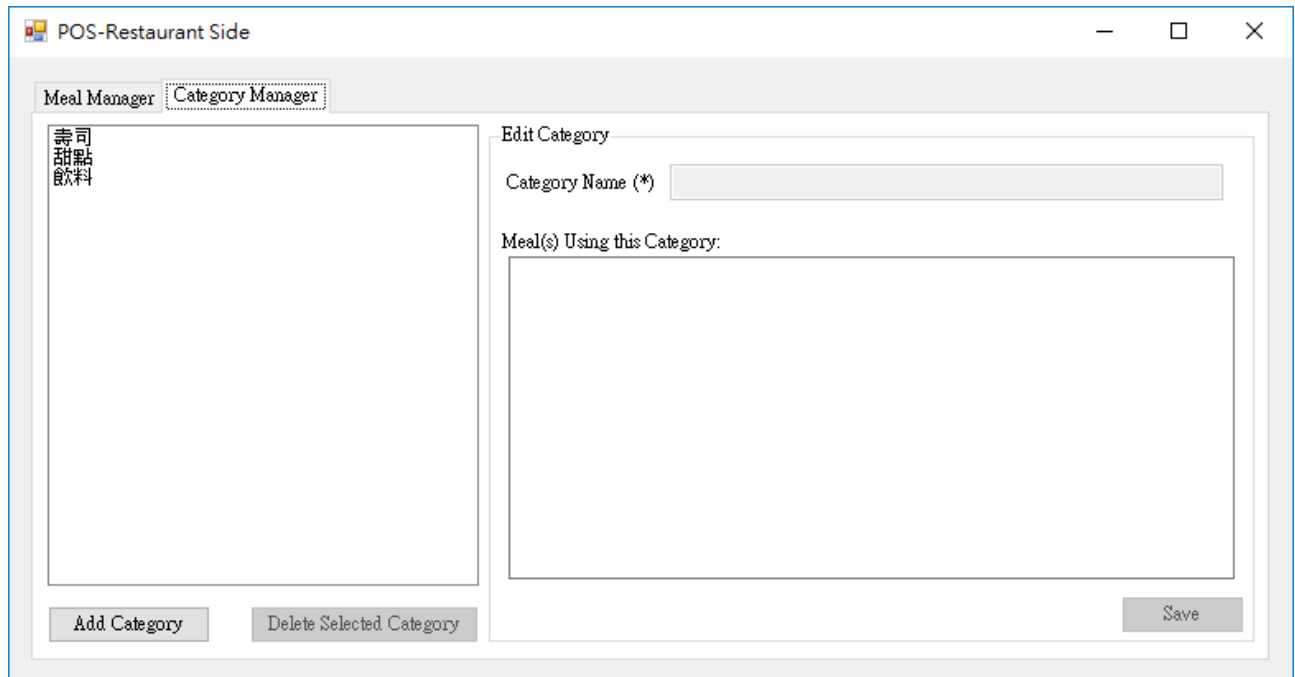 POS-Restaurant Side
Meal Manager Category Manager
壽司
甜點
飲料
Edit Category
Category Name (*)
Meal(s) Using this Category:
Add Category Delete Selected Category
Save